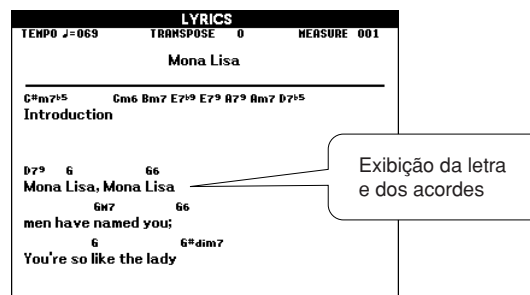 LYRICS
TEMPO ♩=069 TRANSPOSE 0 MEASURE 001
Mona Lisa
C#m7♭5 Cm6 Bm7 E7♭9 E79 A79 Am7 D7♭5
Introduction
D79 G G6
Mona Lisa, Mona Lisa
GM7 G6
men have named you;
G G#dim7
You're so like the lady
Exibição da letra
e dos acordes